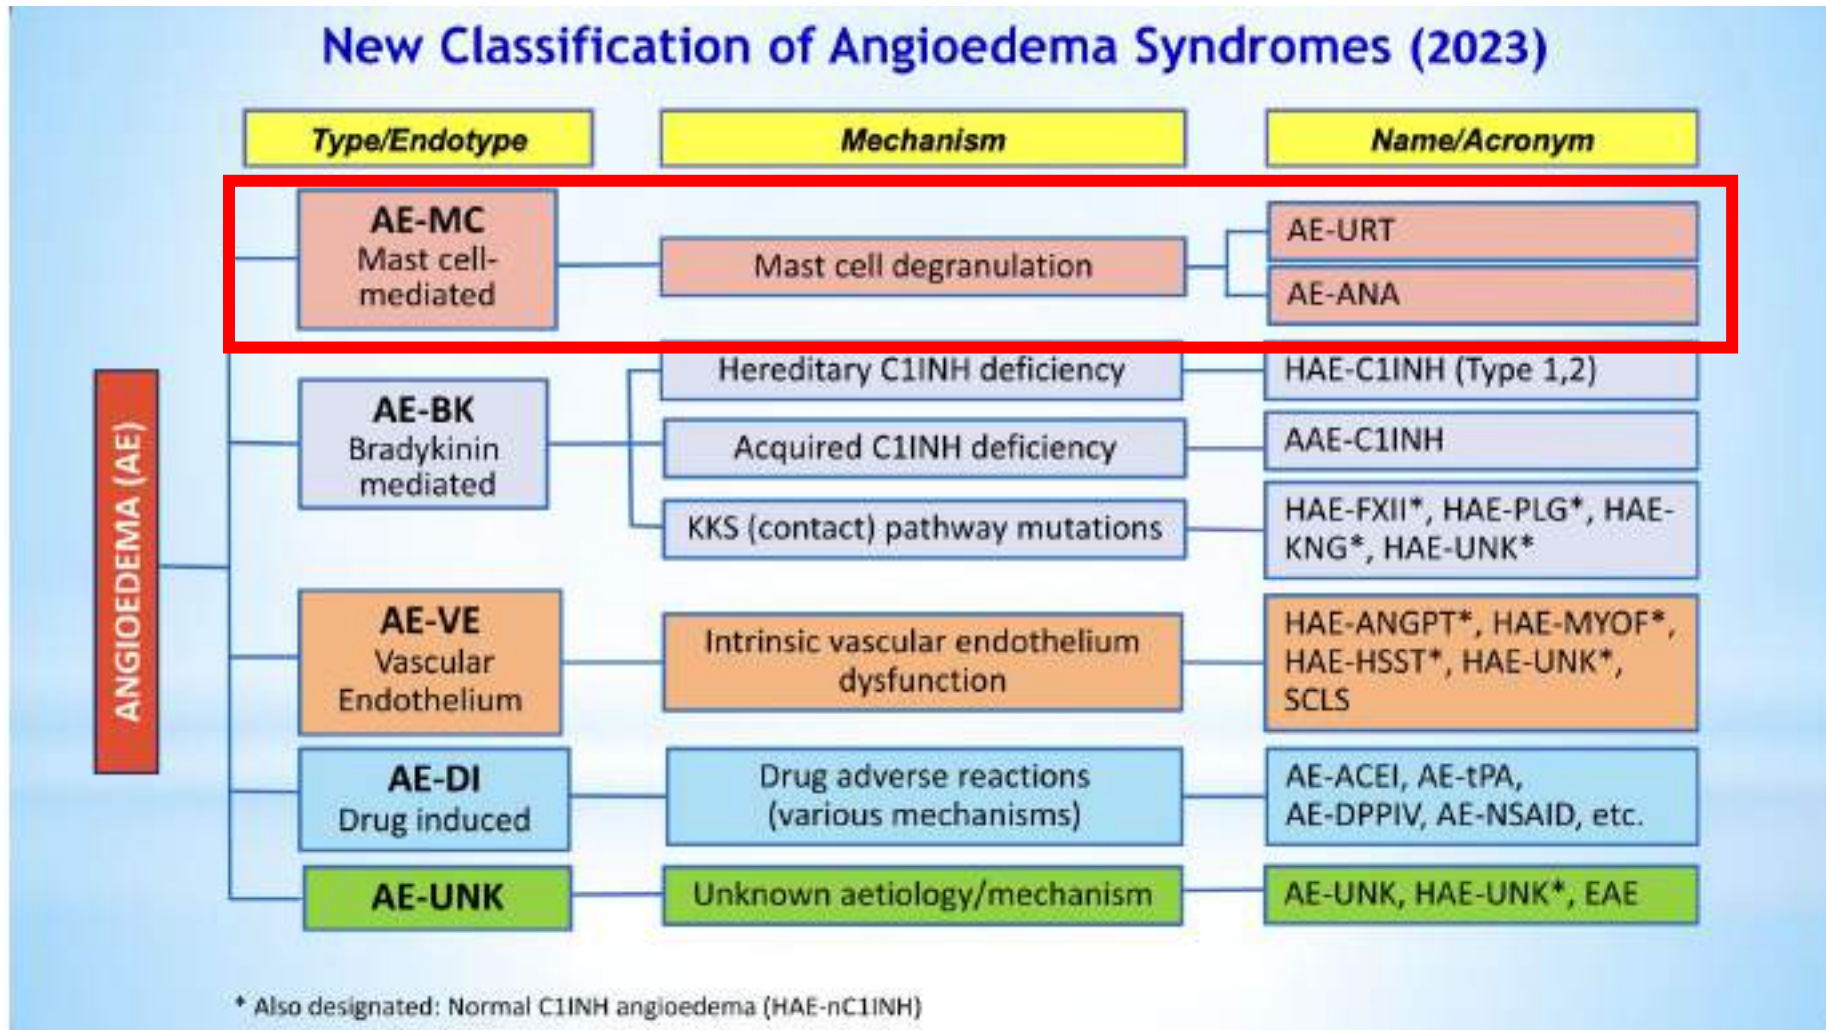 New Classification of Angioedema Syndromes (2023)
Type/Endotype
Mechanism
Name/Acronym
ANGIOEDEMA (AE)
AE-MC
Mast cell-
mediated
Mast cell degranulation
AE-URT
AE-ANA
AE-BK
Bradykinin
mediated
Hereditary C1INH deficiency
HAE-C1INH (Type 1,2)
Acquired C1INH deficiency
AAE-C1INH
KKS (contact) pathway mutations
HAE-FXII*, HAE-PLG*, HAE-
KNG*, HAE-UNK*
AE-VE
Vascular
Endothelium
Intrinsic vascular endothelium
dysfunction
HAE-ANGPT*, HAE-MYOF*,
HAE-HSST*, HAE-UNK*,
SCLS
AE-DI
Drug induced
Drug adverse reactions
(various mechanisms)
AE-ACEI, AE-tPA,
AE-DPPIV, AE-NSAID, etc.
AE-UNK
Unknown aetiology/mechanism
AE-UNK, HAE-UNK*, EAE
* Also designated: Normal C1INH angioedema (HAE-nC1INH)